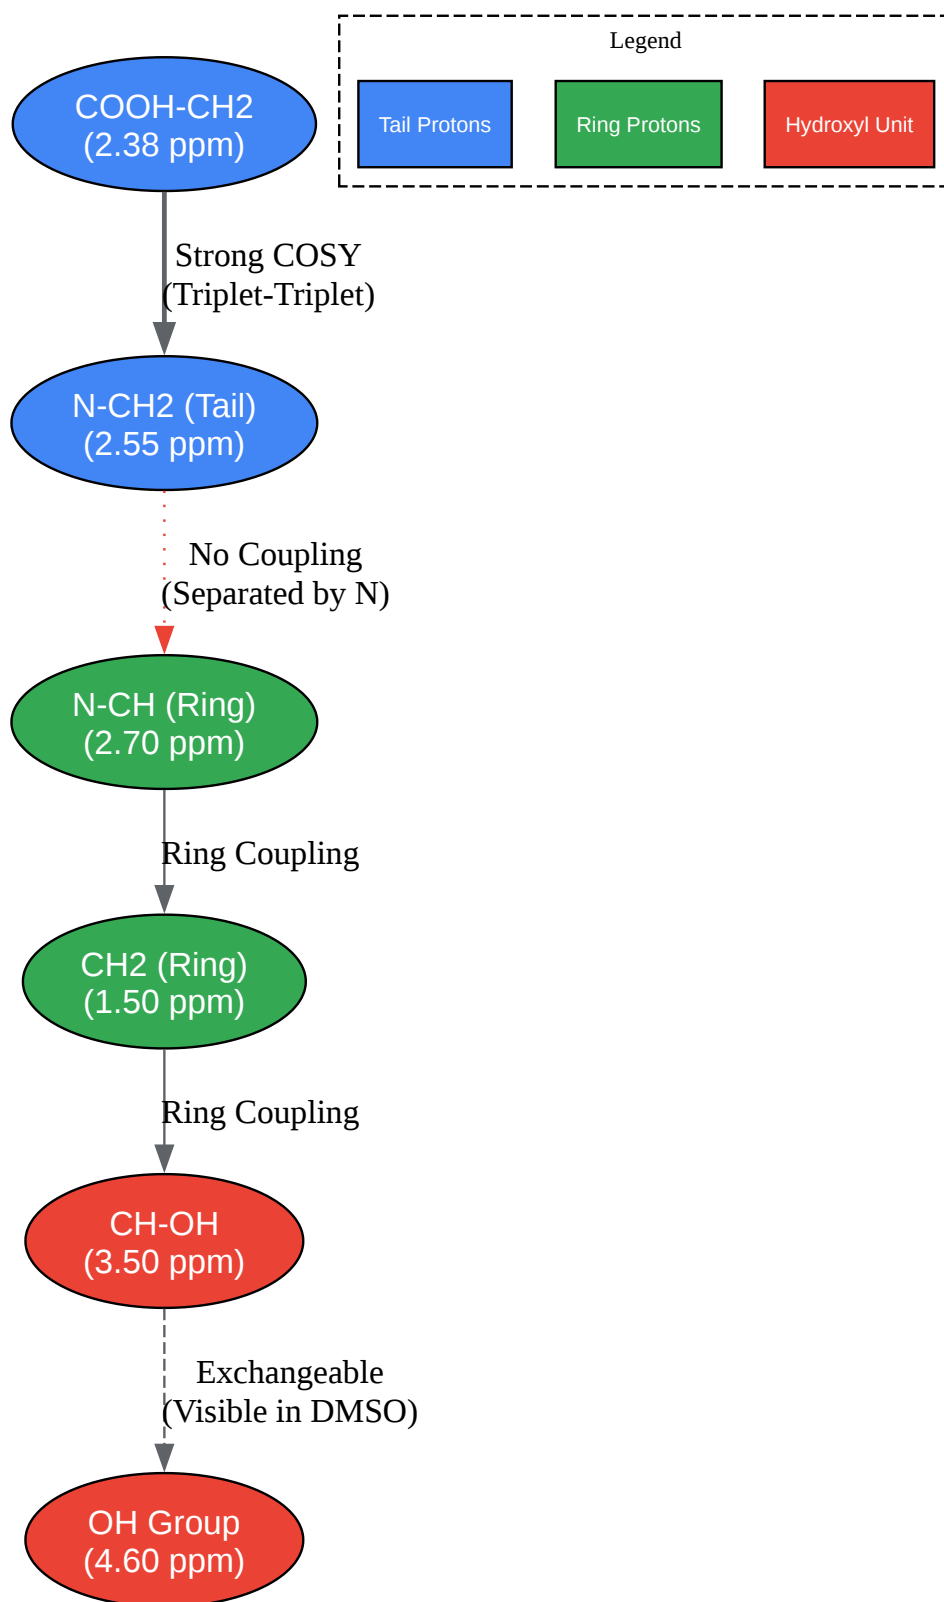 Legend
Tail Protons
Ring Protons
Hydroxyl Unit
COOH-CH2
(2.38 ppm)
Strong COSY
(Triplet-Triplet)
N-CH2 (Tail)
(2.55 ppm)
No Coupling
(Separated by N)
N-CH (Ring)
(2.70 ppm)
Ring Coupling
CH2 (Ring)
(1.50 ppm)
Ring Coupling
CH-OH
(3.50 ppm)
Exchangeable
(Visible in DMSO)
OH Group
(4.60 ppm)